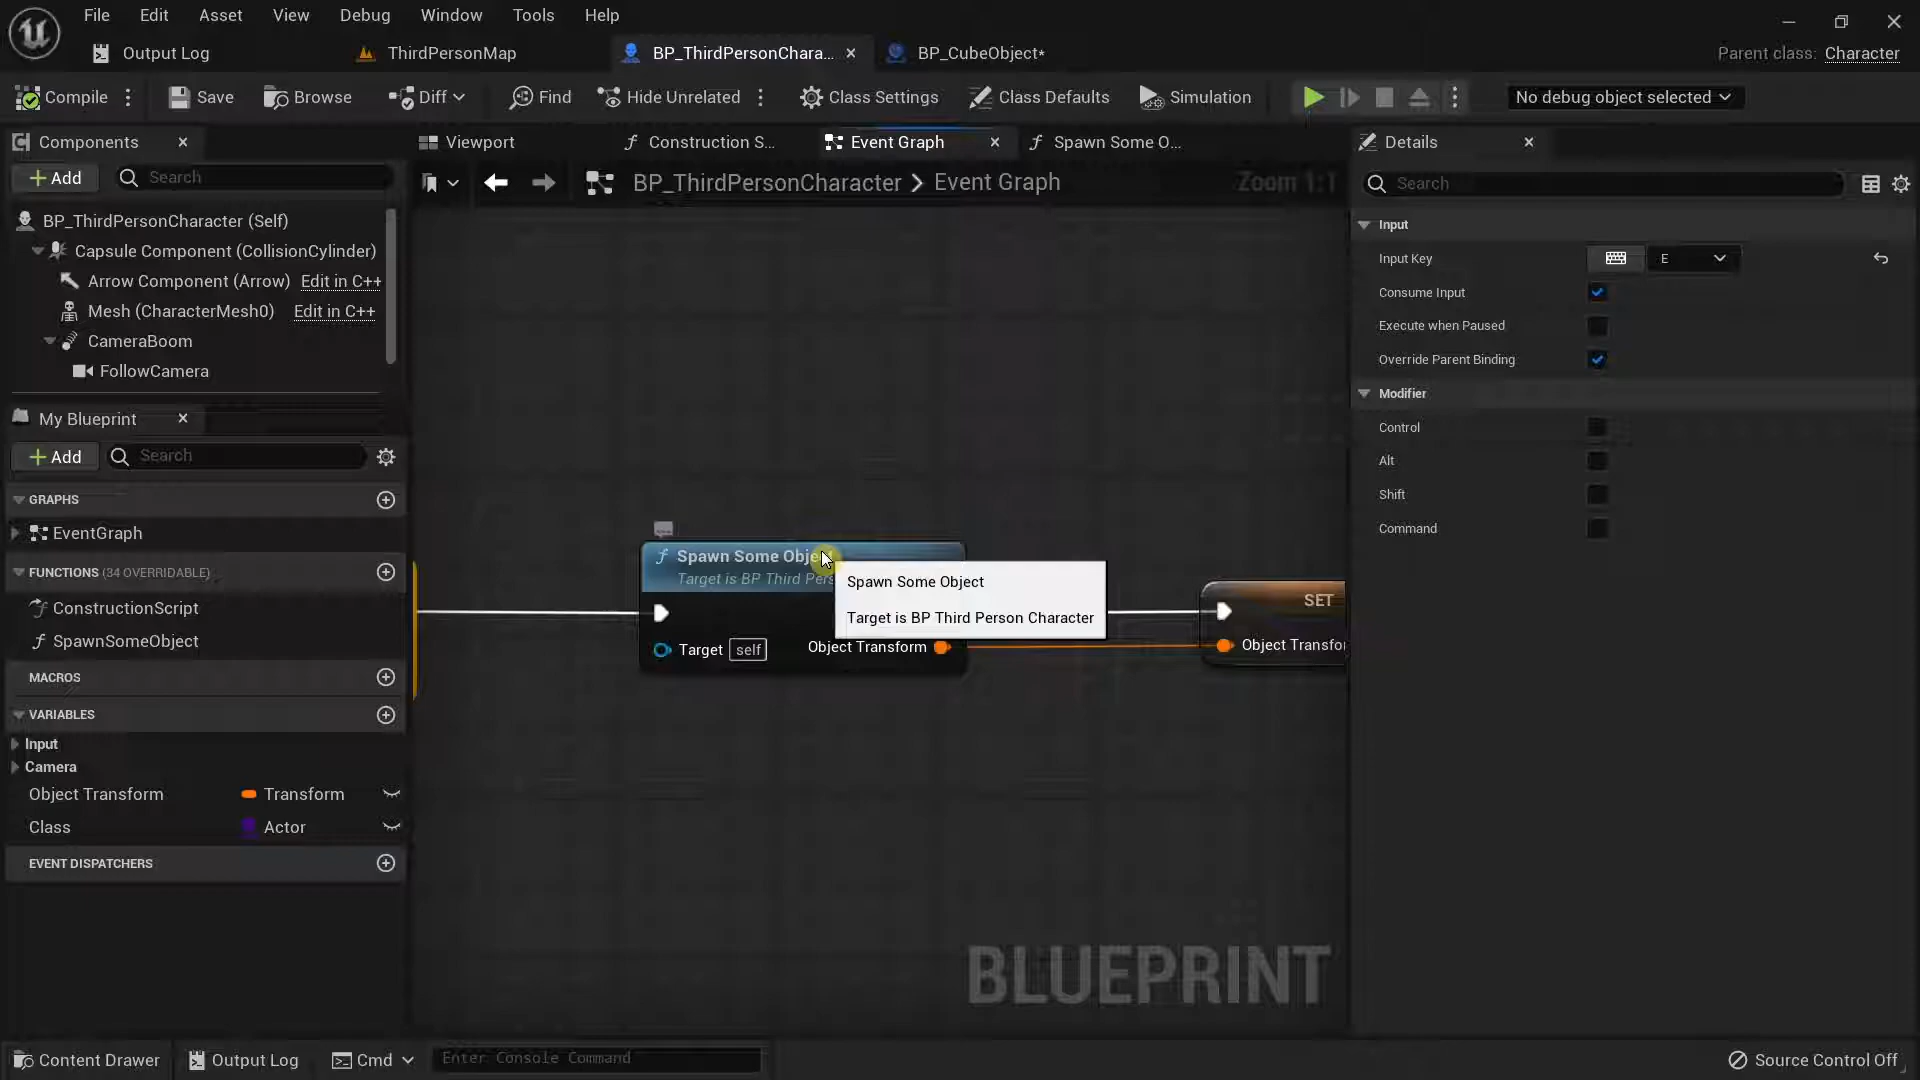 File Edit Asset View Debug Window Tools Help
Output Log ThirdPersonMap BP_ThirdPersonChara... BP_CubeObject* Parent class: Character
Compile Save Browse Diff Find Hide Unrelated Class Settings Class Defaults Simulation No debug object selected
Components Viewport Construction S... Event Graph Spawn Some O... Details
Add Search BP_ThirdPersonCharacter > Event Graph Zoom 1:1 Search
BP_ThirdPersonCharacter (Self)
Capsule Component (CollisionCylinder)
Arrow Component (Arrow) Edit in C++
Mesh (CharacterMesh0) Edit in C++
CameraBoom
FollowCamera
My Blueprint
Add Search
GRAPHS
EventGraph
FUNCTIONS (34 OVERRIDABLE)
ConstructionScript
SpawnSomeObject
MACROS
VARIABLES
Input
Camera
Object Transform Transform
Class Actor
EVENT DISPATCHERS
Spawn Some Object
Target is BP Third Pers
Target self Object Transform
Spawn Some Object
Target is BP Third Person Character
SET
Object Transfo
BLUEPRINT
Input
Input Key E
Consume Input
Execute when Paused
Override Parent Binding
Modifier
Control
Alt
Shift
Command
Content Drawer Output Log Cmd Enter Console Command Source Control Off